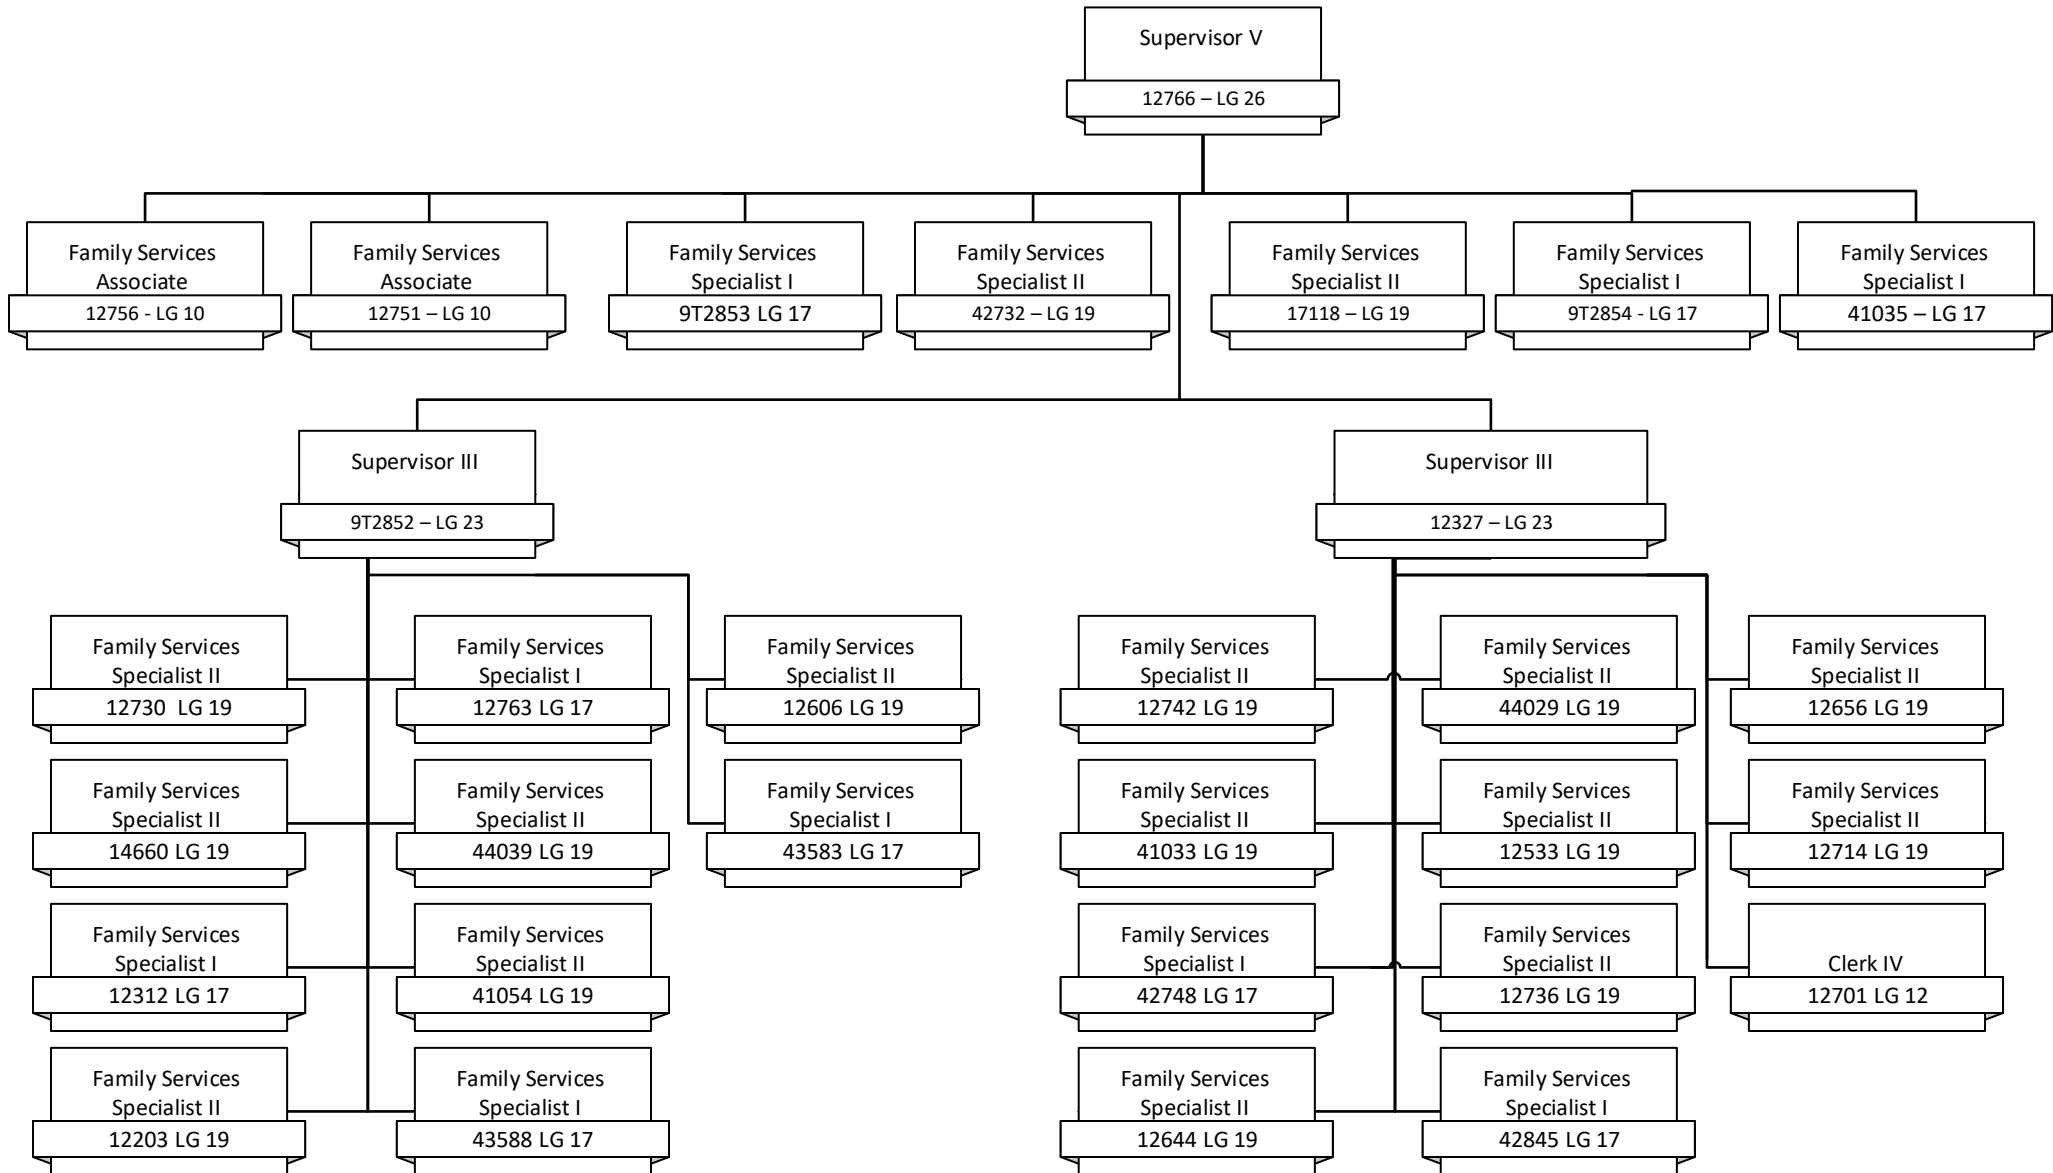 Supervisor V
12766 – LG 26
Family Services
Associate
12756 - LG 10
Family Services
Associate
12751 – LG 10
Family Services
Specialist I
9T2853 LG 17
Family Services
Specialist II
42732 – LG 19
Family Services
Specialist II
17118 – LG 19
Family Services
Specialist I
9T2854 - LG 17
Family Services
Specialist I
41035 – LG 17
Supervisor III
9T2852 – LG 23
Supervisor III
12327 – LG 23
Family Services
Specialist II
12730  LG 19
Family Services
Specialist I
12763 LG 17
Family Services
Specialist II
12606 LG 19
Family Services
Specialist II
12742 LG 19
Family Services
Specialist II
44029 LG 19
Family Services
Specialist II
12656 LG 19
Family Services
Specialist II
14660 LG 19
Family Services
Specialist II
44039 LG 19
Family Services
Specialist I
43583 LG 17
Family Services
Specialist II
41033 LG 19
Family Services
Specialist II
12533 LG 19
Family Services
Specialist II
12714 LG 19
Family Services
Specialist I
12312 LG 17
Family Services
Specialist II
41054 LG 19
Family Services
Specialist I
42748 LG 17
Family Services
Specialist II
12736 LG 19
Clerk IV
12701 LG 12
Family Services
Specialist II
12203 LG 19
Family Services
Specialist I
43588 LG 17
Family Services
Specialist II
12644 LG 19
Family Services
Specialist I
42845 LG 17